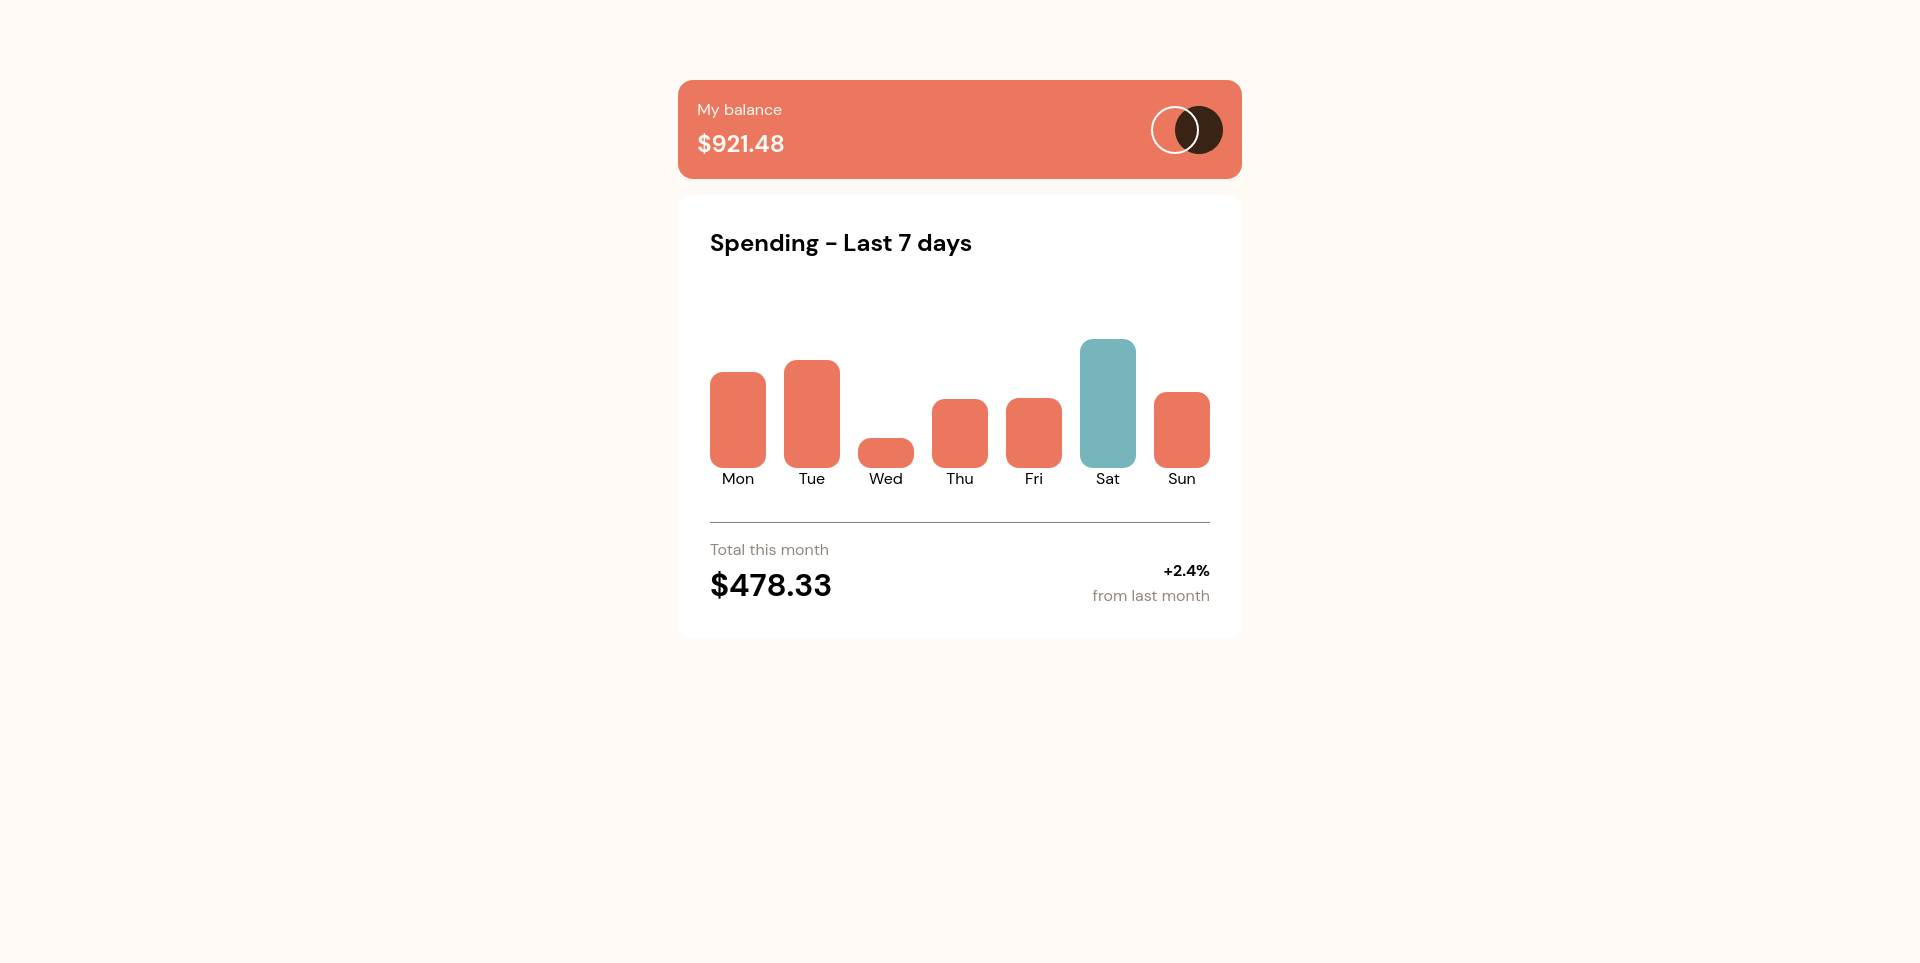 My balance
$921.48
Spending - Last 7 days
Mon Tue Wed Thu Fri Sat Sun
Total this month
$478.33
+2.4%
from last month